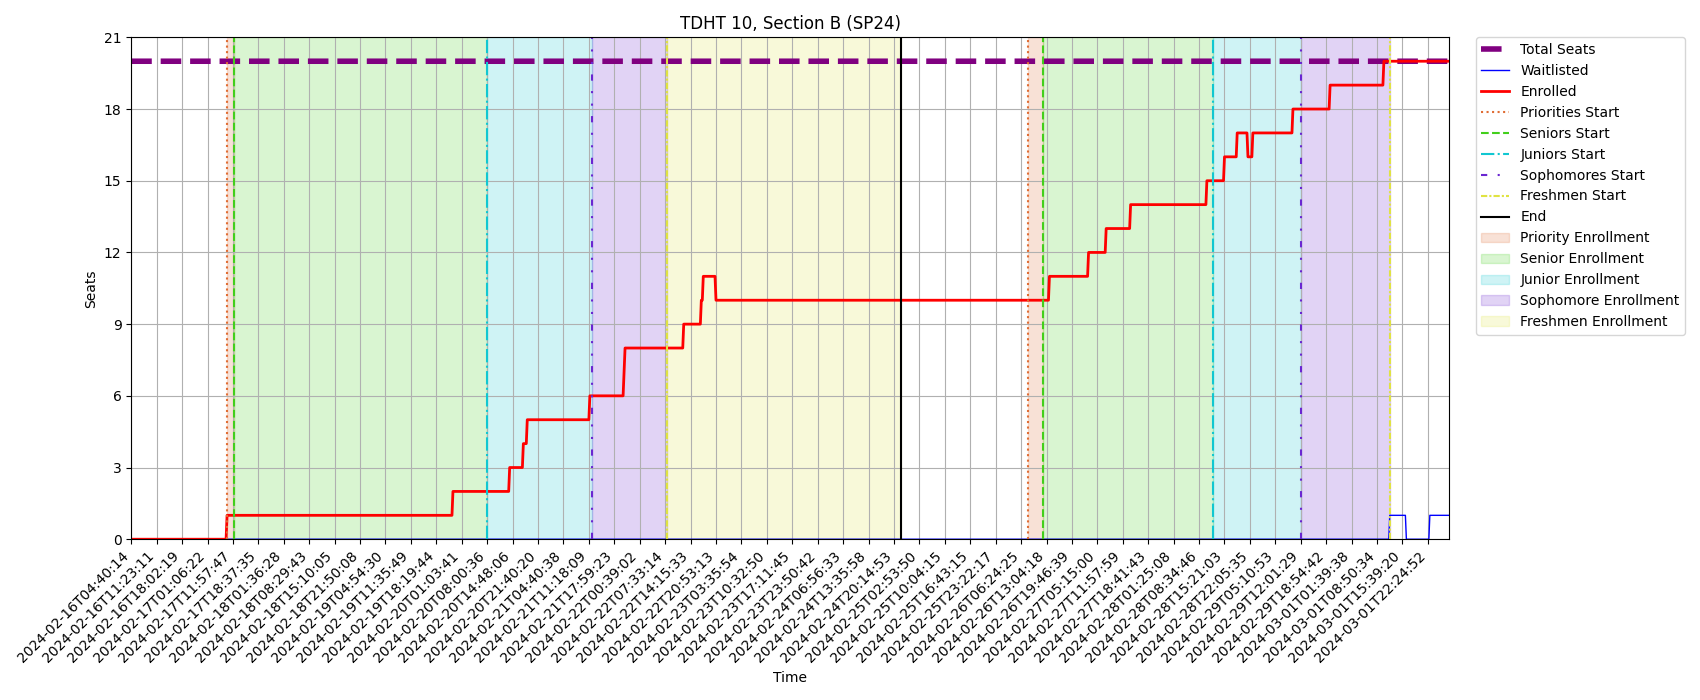 TDHT 10, Section B (SP24)
21
18
15
12
9
6
3
0
Seats
2024-02-16T04:40:14
2024-02-16T11:23:11
2024-02-16T18:02:19
2024-02-17T01:06:22
2024-02-17T11:57:47
2024-02-17T18:37:35
2024-02-18T01:36:28
2024-02-18T08:29:43
2024-02-18T15:10:05
2024-02-18T21:50:08
2024-02-19T04:54:30
2024-02-19T11:35:49
2024-02-19T18:19:44
2024-02-20T01:03:41
2024-02-20T08:00:36
2024-02-20T14:48:06
2024-02-20T21:40:20
2024-02-21T04:40:38
2024-02-21T11:18:09
2024-02-21T17:59:23
2024-02-22T00:39:02
2024-02-22T07:33:14
2024-02-22T14:15:33
2024-02-22T20:53:13
2024-02-23T03:35:54
2024-02-23T10:32:50
2024-02-23T17:11:45
2024-02-23T23:50:42
2024-02-24T06:56:33
2024-02-24T13:35:58
2024-02-24T20:14:53
2024-02-25T02:53:50
2024-02-25T10:04:15
2024-02-25T16:43:15
2024-02-25T23:22:17
2024-02-26T06:24:25
2024-02-26T13:04:18
2024-02-26T19:46:39
2024-02-27T05:15:00
2024-02-27T11:57:59
2024-02-27T18:41:43
2024-02-28T01:25:08
2024-02-28T08:34:46
2024-02-28T15:21:03
2024-02-28T22:05:35
2024-02-29T05:10:53
2024-02-29T12:01:29
2024-02-29T18:54:42
2024-03-01T01:39:38
2024-03-01T08:50:34
2024-03-01T15:39:20
2024-03-01T22:24:52
Time
Total Seats
Waitlisted
Enrolled
Priorities Start
Seniors Start
Juniors Start
Sophomores Start
Freshmen Start
End
Priority Enrollment
Senior Enrollment
Junior Enrollment
Sophomore Enrollment
Freshmen Enrollment